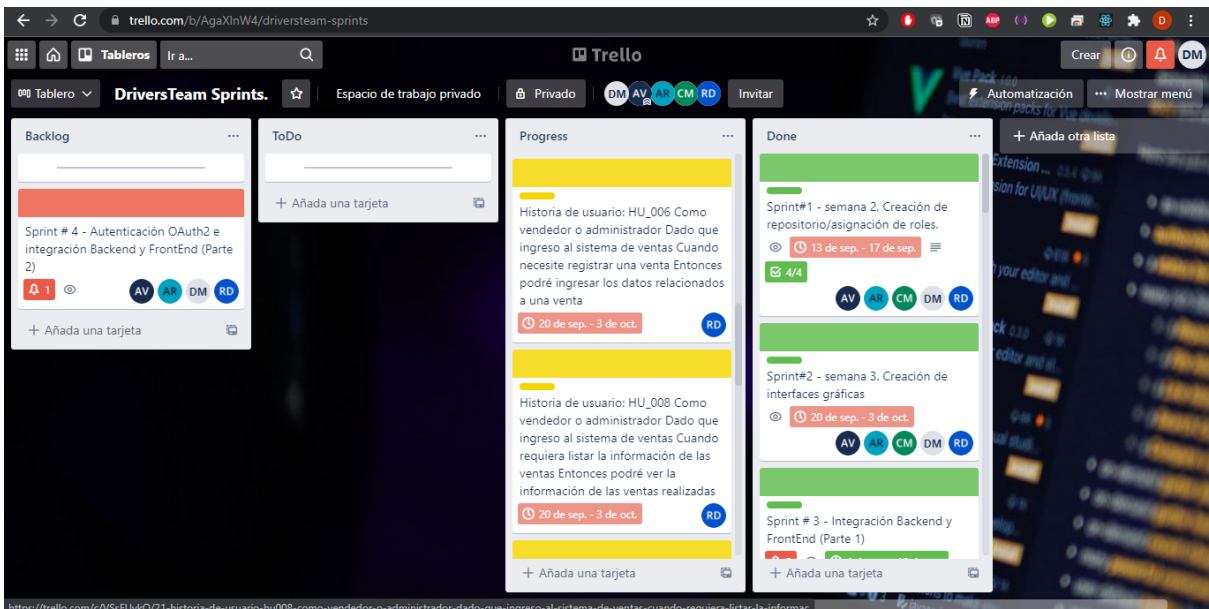 trello.com/b/AgaXlnW4/driversteam-sprints
ABP
D
Tableros
Ir a...
Trello
Crear
DM
Tablero
DriversTeam Sprints.
Espacio de trabajo privado
Privado
DM AV AR CM RD
Invitar
Automatización
Mostrar menú
Backlog
Sprint # 4 - Autenticación OAuth2 e
integración Backend y FrontEnd (Parte
2)
1
AV AR DM RD
+ Añada una tarjeta
ToDo
+ Añada una tarjeta
Progress
Historia de usuario: HU_006 Como
vendedor o administrador Dado que
ingreso al sistema de ventas Cuando
necesite registrar una venta Entonces
podré ingresar los datos relacionados
a una venta
20 de sep. - 3 de oct.
RD
Historia de usuario: HU_008 Como
vendedor o administrador Dado que
ingreso al sistema de ventas Cuando
requiera listar la información de las
ventas Entonces podré ver la
información de las ventas realizadas
20 de sep. - 3 de oct.
RD
+ Añada una tarjeta
Done
Sprint#1 - semana 2. Creación de
repositorio/asignación de roles.
13 de sep. - 17 de sep.
4/4
AV AR CM DM RD
Sprint#2 - semana 3. Creación de
interfaces gráficas
20 de sep. - 3 de oct.
AV AR CM DM RD
Sprint # 3 - Integración Backend y
FrontEnd (Parte 1)
+ Añada una tarjeta
+ Añada otra lista